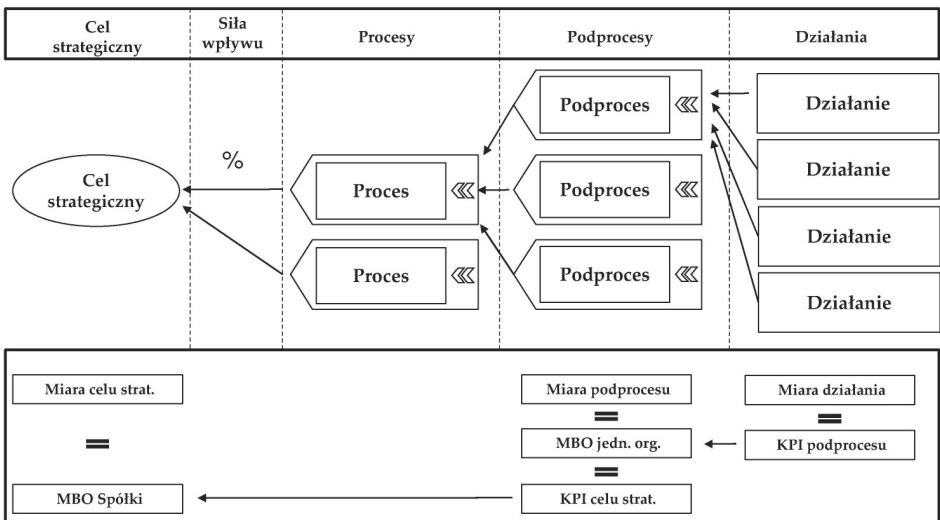 Cel
strategiczny
Siła
wpływu
Procesy
Podprocesy
Działania
Podproces
Działanie
%
Cel
strategiczny
Proces
Podproces
Działanie
Działanie
Proces
Podproces
Działanie
Miara celu strat.
Miara podprocesu
Miara działania
=
=
=
MBO jedn. org.
KPI podprocesu
=
MBO Spółki
KPI celu strat.